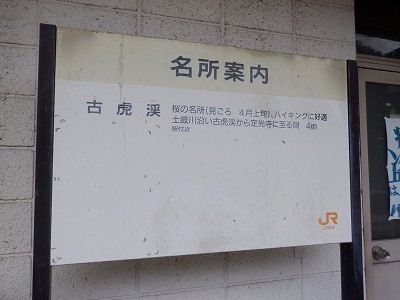 名所案内
古虎渓 桜の名所(見ごろ 4月上旬)、ハイキングに好適
土岐川沿い古虎渓から定光寺に至る間 4km
駅付近
JR